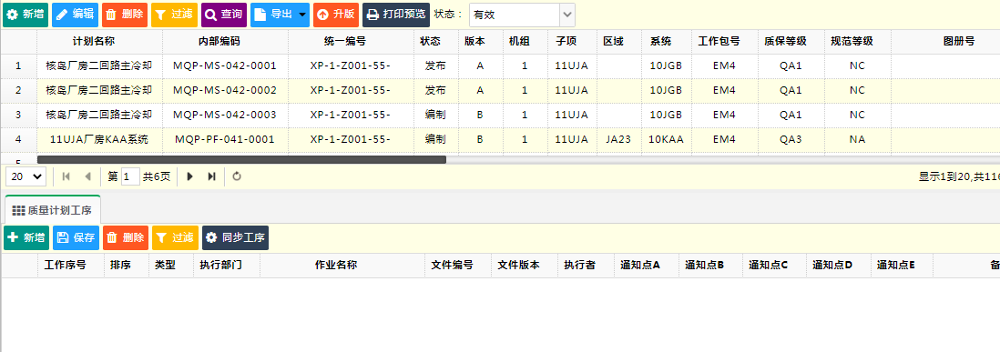 新增 编辑 删除 过滤 查询 导出 升版 打印预览 状态： 有效
计划名称 内部编码 统一编号 状态 版本 机组 子项 区域 系统 工作包号 质保等级 规范等级 图册号
1 核岛厂房二回路主冷却 MQP-MS-042-0001 XP-1-Z001-55- 发布 A 1 11UJA 10JGB EM4 QA1 NC
2 核岛厂房二回路主冷却 MQP-MS-042-0002 XP-1-Z001-55- 发布 A 1 11UJA 10JGB EM4 QA1 NC
3 核岛厂房二回路主冷却 MQP-MS-042-0003 XP-1-Z001-55- 编制 B 1 11UJA 10JGB EM4 QA1 NC
4 11UJA厂房KAA系统 MQP-PF-041-0001 XP-1-Z001-55- 编制 B 1 11UJA JA23 10KAA EM4 QA3 NA
20 第 1 共6页 显示1到20,共116
质量计划工序
新增 保存 删除 过滤 同步工序
工作序号 排序 类型 执行部门 作业名称 文件编号 文件版本 执行者 通知点A 通知点B 通知点C 通知点D 通知点E 备